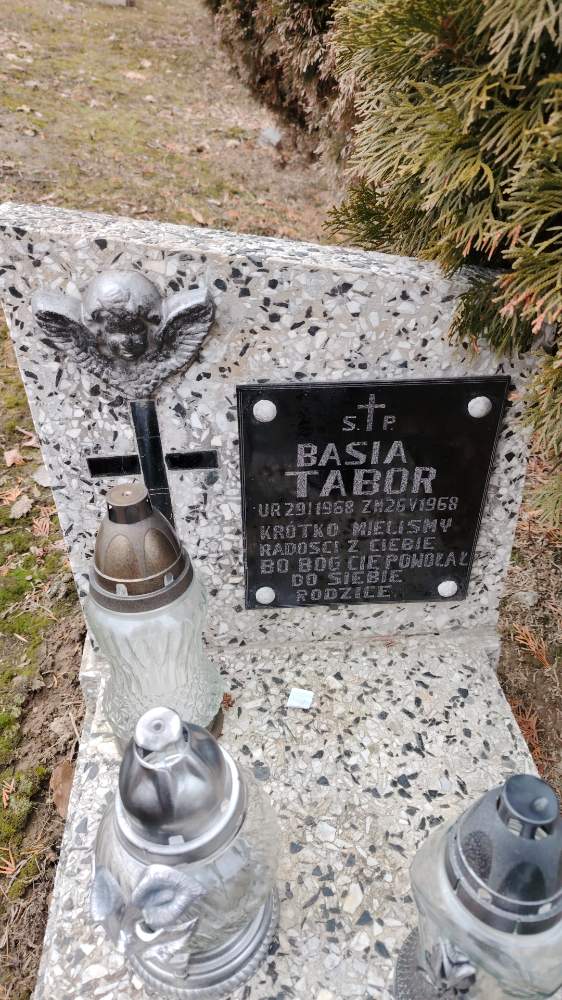 S. P.
BASIA
TABOR
UR 29 I 1968 ZM 26 V 1968
KRÓTKO MIELIŚMY
RADOŚCI Z CIEBIE
BO BÓG CIĘ POWOŁAŁ
DO SIEBIE
RODZICE